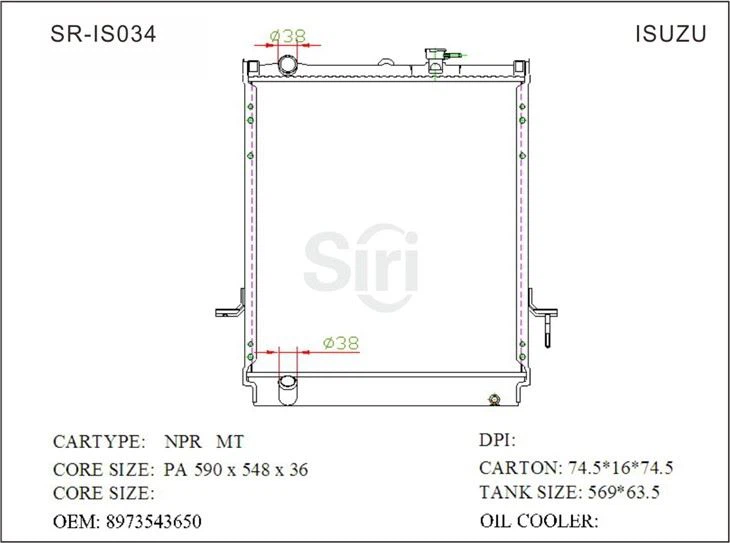 SR-IS034 ISUZU
ø38
Siri
ø38
CARTYPE: NPR MT DPI:
CORE SIZE: PA 590 x 548 x 36 CARTON: 74.5*16*74.5
CORE SIZE: TANK SIZE: 569*63.5
OEM: 8973543650 OIL COOLER: